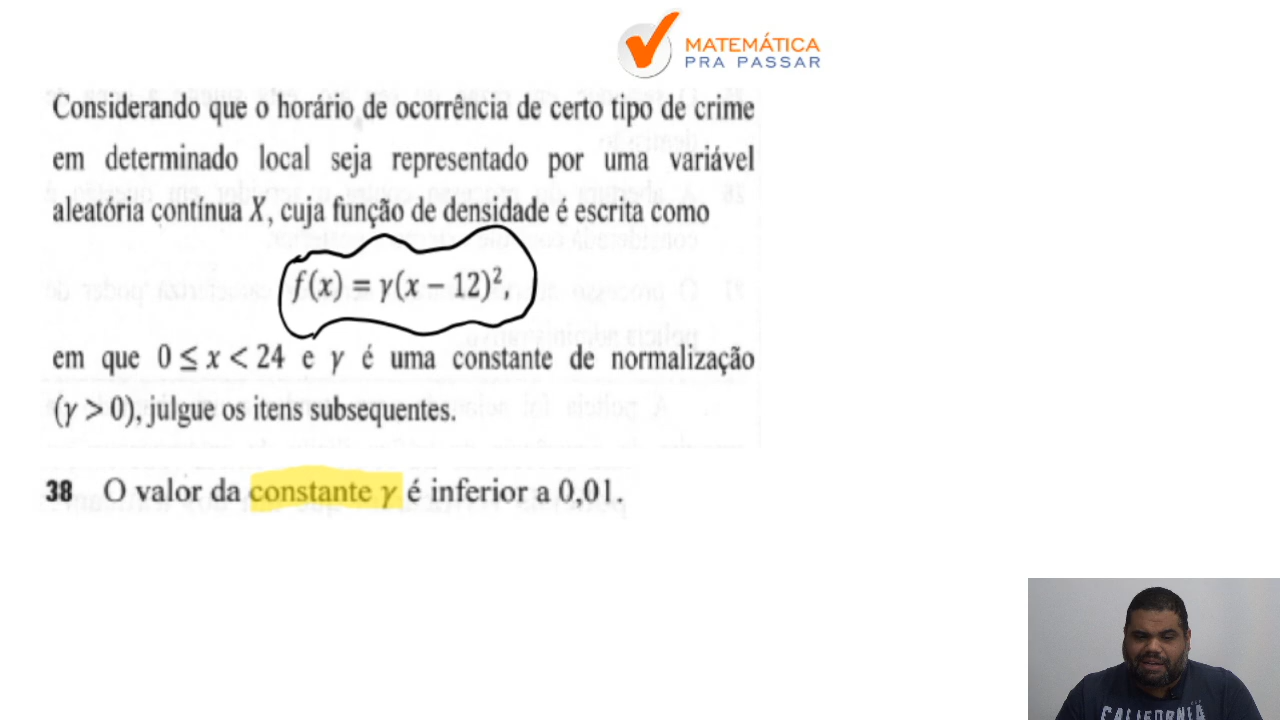 MATEMÁTICA
PRA PASSAR
Considerando que o horário de ocorrência de certo tipo de crime
em determinado local seja representado por uma variável
aleatória contínua X, cuja função de densidade é escrita como
f(x) = γ(x − 12)²,
em que 0 ≤ x < 24 e γ é uma constante de normalização
(γ > 0), julgue os itens subsequentes.
38 O valor da constante γ é inferior a 0,01.
CALIFORNIA